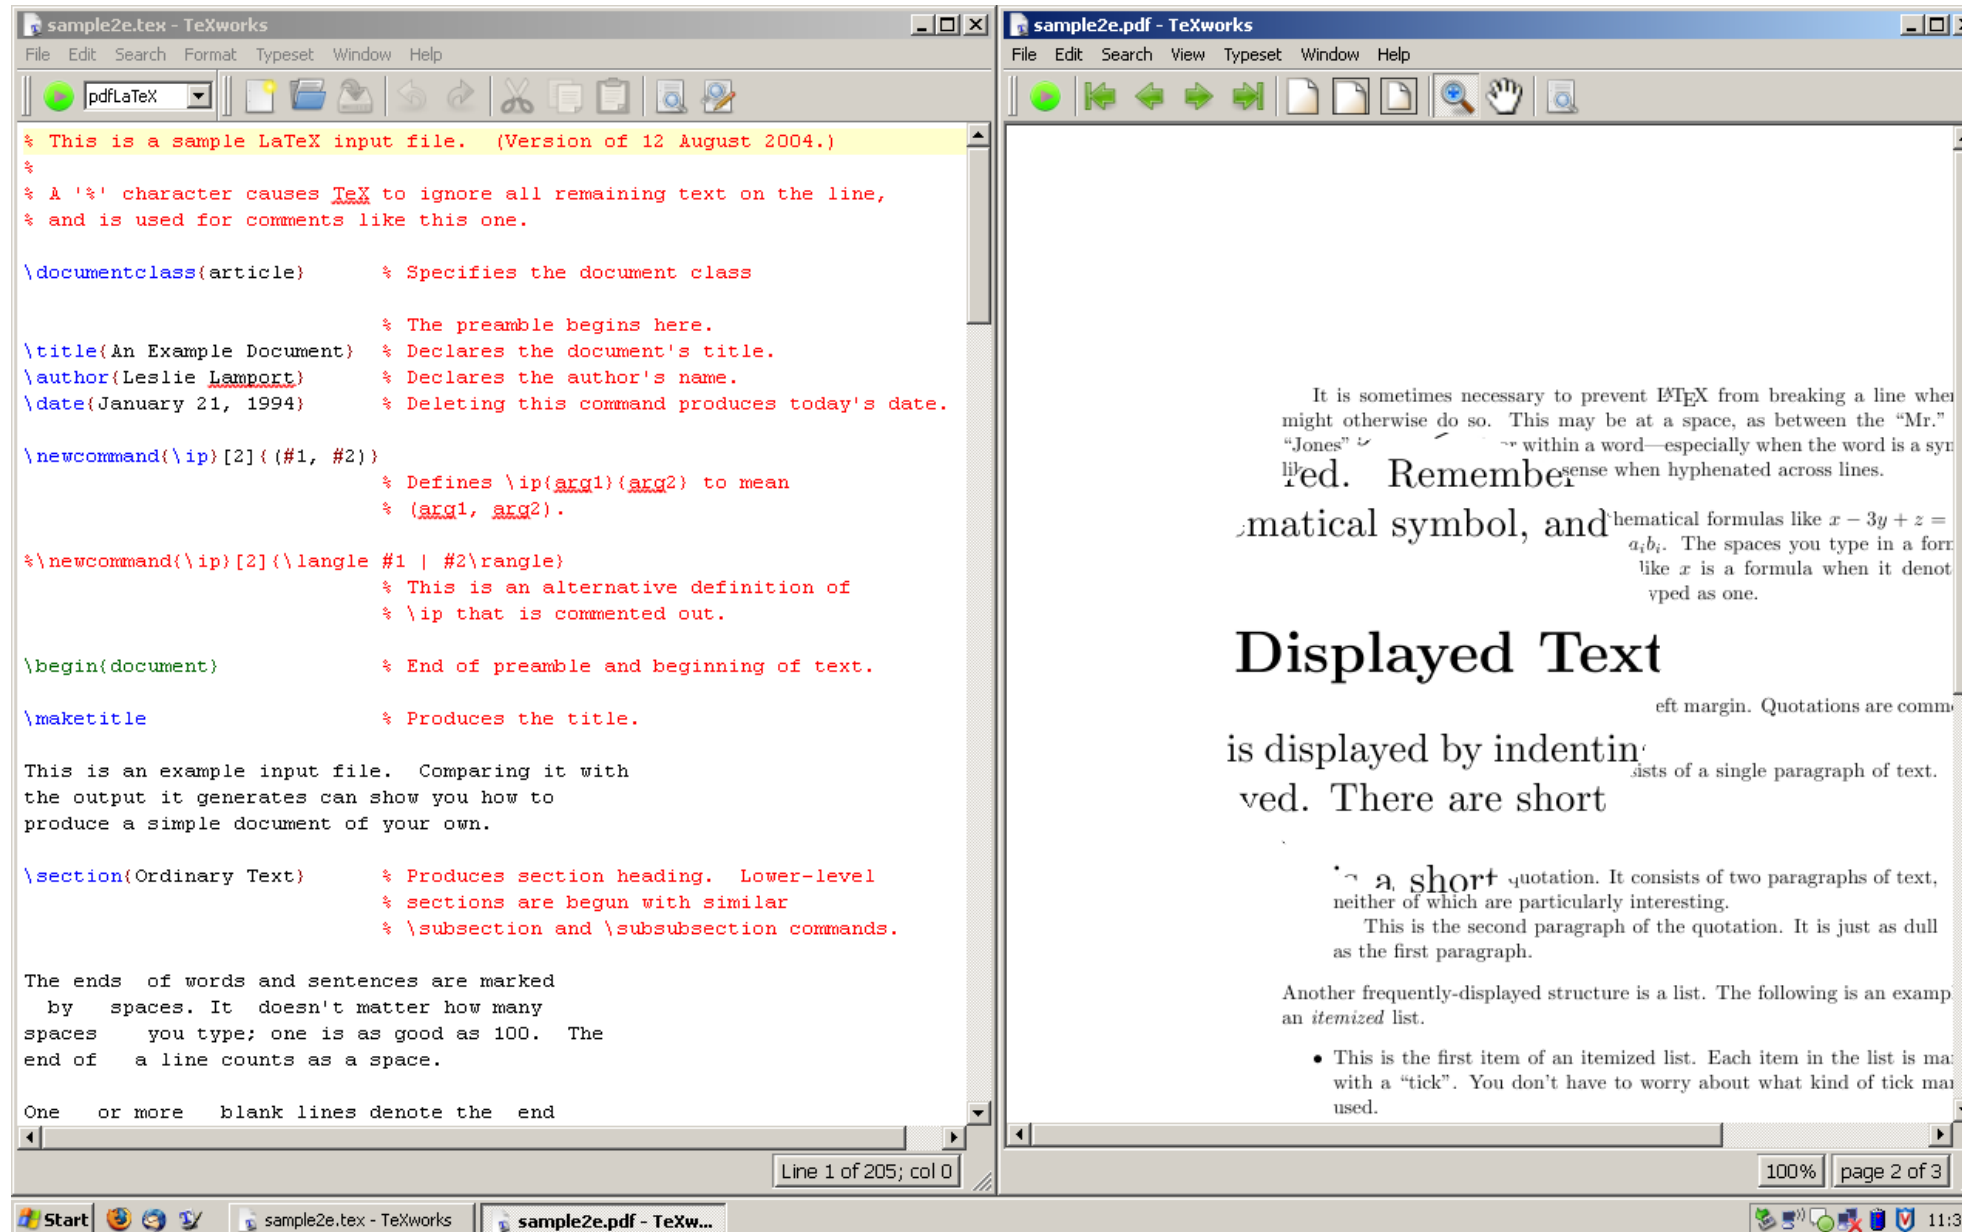 sample2e.tex - TeXworks
File Edit Search Format Typeset Window Help
pdfLaTeX
% This is a sample LaTeX input file.  (Version of 12 August 2004.)
%
% A '%' character causes TeX to ignore all remaining text on the line,
% and is used for comments like this one.
\documentclass{article}      % Specifies the document class
% The preamble begins here.
\title{An Example Document}  % Declares the document's title.
\author{Leslie Lamport}      % Declares the author's name.
\date{January 21, 1994}      % Deleting this command produces today's date.
\newcommand{\ip}[2]{(#1, #2)}
% Defines \ip{arg1}{arg2} to mean
% (arg1, arg2).
%\newcommand{\ip}[2]{\langle #1 | #2\rangle}
% This is an alternative definition of
% \ip that is commented out.
\begin{document}             % End of preamble and beginning of text.
\maketitle                   % Produces the title.
This is an example input file.  Comparing it with
the output it generates can show you how to
produce a simple document of your own.
\section{Ordinary Text}      % Produces section heading.  Lower-level
% sections are begun with similar
% \subsection and \subsubsection commands.
The ends  of words and sentences are marked
by   spaces. It  doesn't matter how many
spaces    you type; one is as good as 100.  The
end of   a line counts as a space.
One   or more   blank lines denote the  end
Line 1 of 205; col 0
sample2e.pdf - TeXworks
File Edit Search View Typeset Window Help
It is sometimes necessary to prevent LaTeX from breaking a line
might otherwise do so. This may be at a space, as between the “Mr.”
“Jones” within a word—especially when the word is a
sense when hyphenated across lines.
Remember
matical symbol, and
formulas like x − 3y + z =
aᵢbᵢ. The spaces you type in a
like x is a formula when it
as one.
Displayed Text
margin. Quotations are
is displayed by
of a single paragraph of text.
There are short
a short quotation. It consists of two paragraphs of text,
neither of which are particularly interesting.
This is the second paragraph of the quotation. It is just as dull
as the first paragraph.
Another frequently-displayed structure is a list. The following is an
an itemized list.
• This is the first item of an itemized list. Each item in the list is
with a “tick”. You don’t have to worry about what kind of tick
used.
100% page 2 of 3
Start sample2e.tex - TeXworks sample2e.pdf - TeXw... 11:3